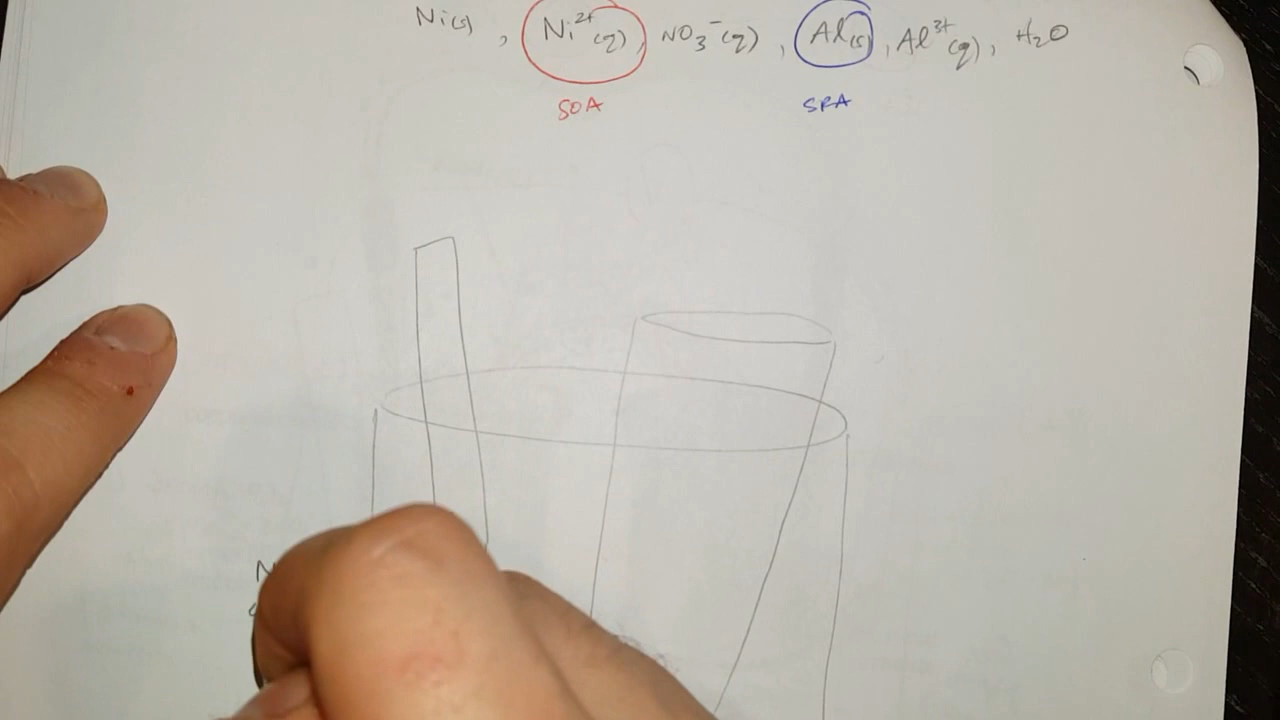 Ni(s), Ni²⁺(q), NO₃⁻(q), Al(s), Al³⁺(q), H₂O
SOA SRA
N